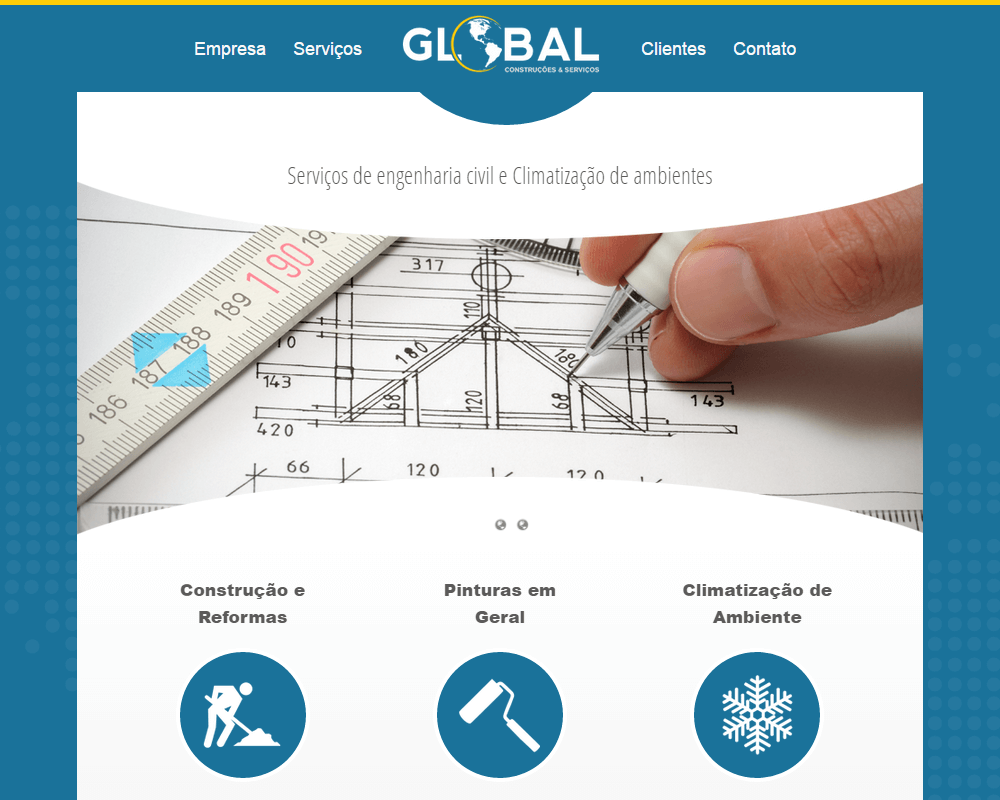 Empresa
Serviços
GLOBAL
CONSTRUÇÕES & SERVIÇOS
Clientes
Contato
Serviços de engenharia civil e Climatização de ambientes
190
189
188
187
186
317
110
180
180
143
68
120
68
143
420
66
120
120
Construção e
Reformas
Pinturas em
Geral
Climatização de
Ambiente